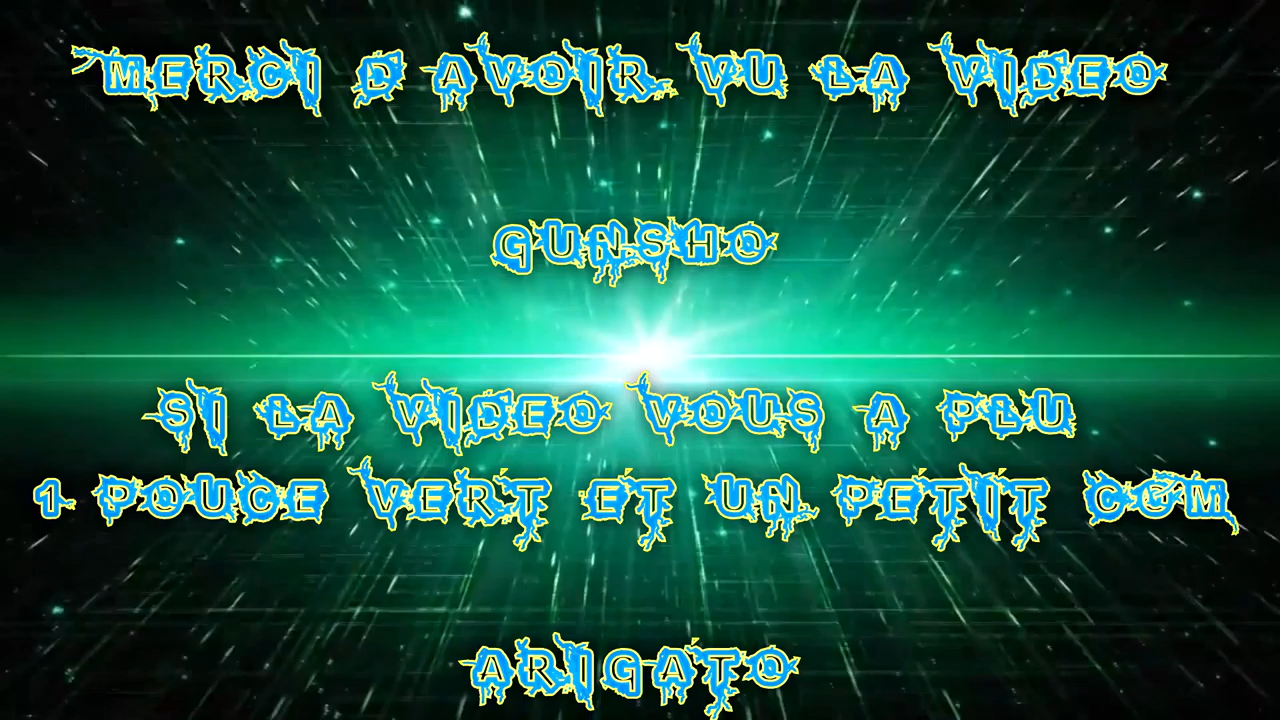 MERCI D AVOIR VU LA VIDEO
GUNSHO
SI LA VIDEO VOUS A PLU
1 POUCE VERT ET UN PETIT COM
ARIGATO